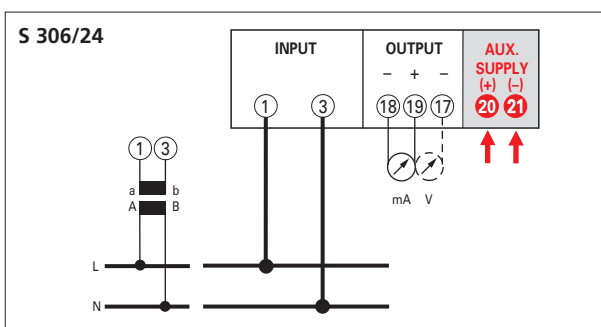 S 306/24
INPUT
OUTPUT
AUX.
SUPPLY
– + –
(+) (–)
1 3
18 19 17
20 21
1 3
a b
A B
mA V
L
N